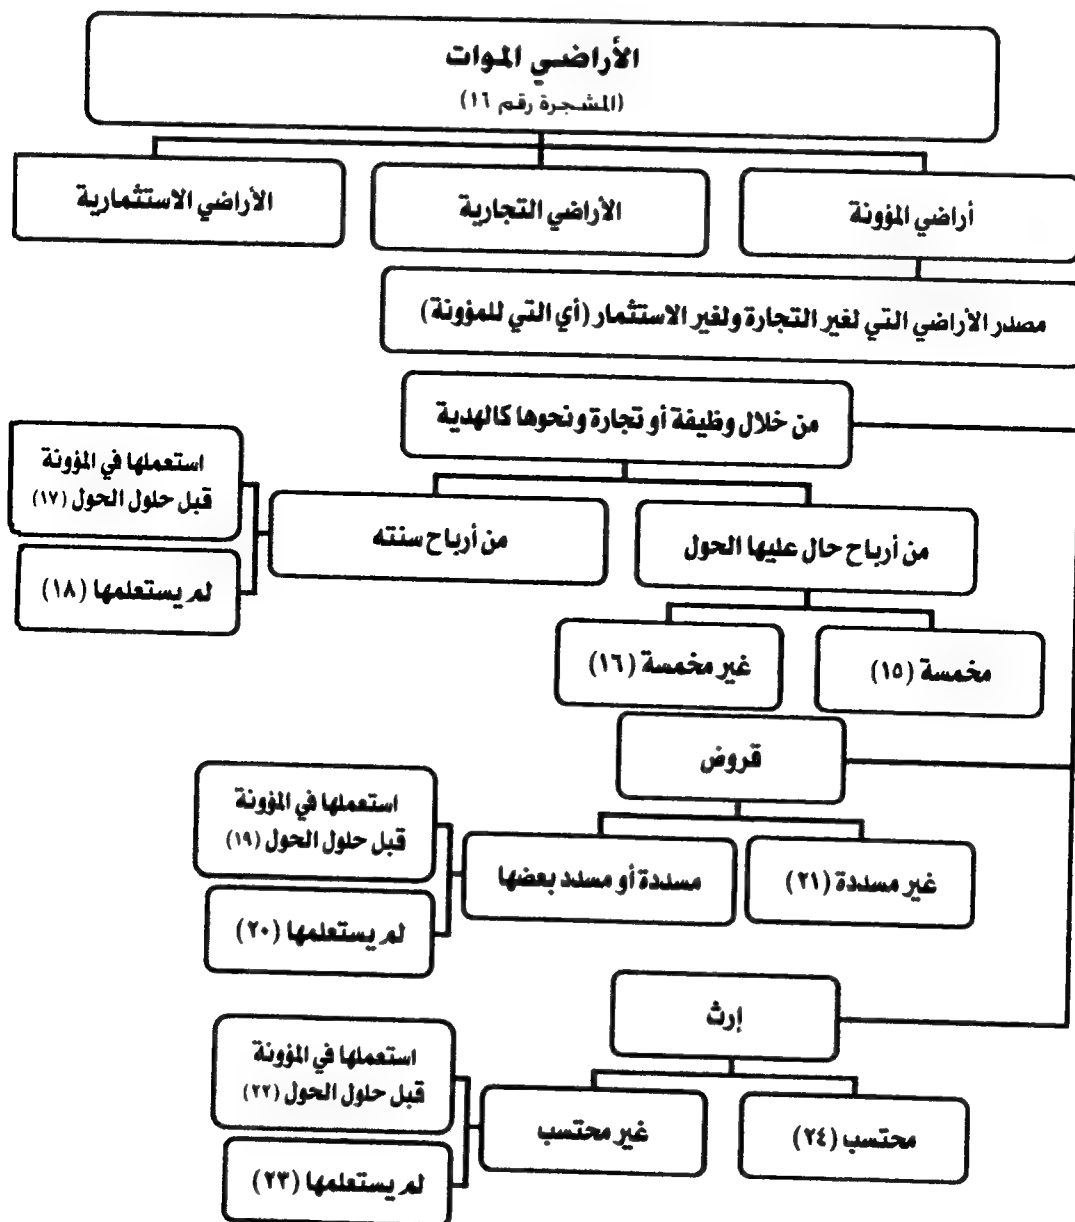 الأراضي الموات
(المشجرة رقم ١٦)
أراضي المؤونة
الأراضي التجارية
الأراضي الاستثمارية
مصدر الأراضي التي لغير التجارة ولغير الاستثمار (أي التي للمؤونة)
من خلال وظيفة أو تجارة ونحوها كالهدية
من أرباح حال عليها الحول
من أرباح سنته
استعملها في المؤونة
قبل حلول الحول (١٧)
لم يستعلمها (١٨)
مخمسة (١٥)
غير مخمسة (١٦)
قروض
غير مسددة (٢١)
مسددة أو مسدد بعضها
استعملها في المؤونة
قبل حلول الحول (١٩)
لم يستعلمها (٢٠)
إرث
محتسب (٢٤)
غير محتسب
استعملها في المؤونة
قبل حلول الحول (٢٢)
لم يستعلمها (٢٣)